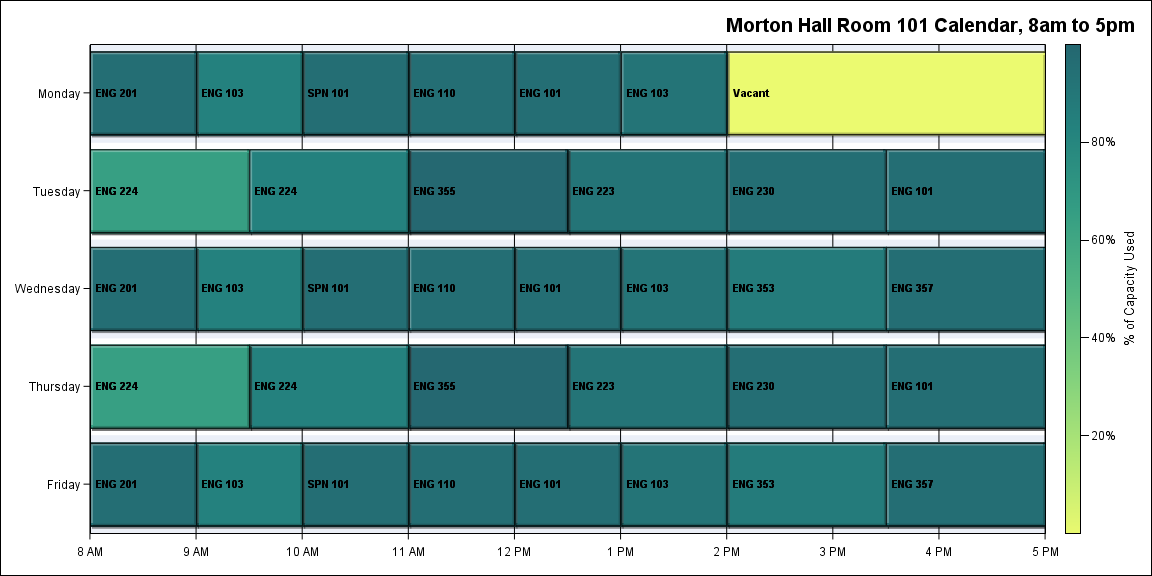 Morton Hall Room 101 Calendar, 8am to 5pm
Monday
ENG 201
ENG 103
SPN 101
ENG 110
ENG 101
ENG 103
Vacant
Tuesday
ENG 224
ENG 224
ENG 355
ENG 223
ENG 230
ENG 101
Wednesday
ENG 201
ENG 103
SPN 101
ENG 110
ENG 101
ENG 103
ENG 353
ENG 357
Thursday
ENG 224
ENG 224
ENG 355
ENG 223
ENG 230
ENG 101
Friday
ENG 201
ENG 103
SPN 101
ENG 110
ENG 101
ENG 103
ENG 353
ENG 357
8 AM
9 AM
10 AM
11 AM
12 PM
1 PM
2 PM
3 PM
4 PM
5 PM
80%
60%
40%
20%
% of Capacity Used